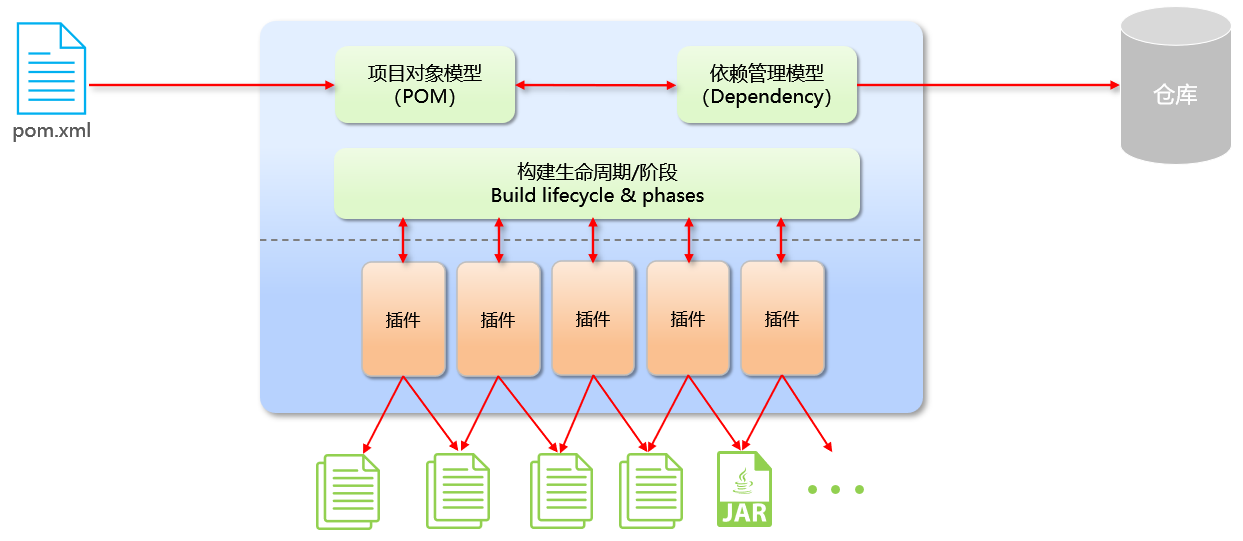 pom.xml
项目对象模型
（POM）
依赖管理模型
（Dependency）
仓库
构建生命周期/阶段
Build lifecycle & phases
插件
插件
插件
插件
插件
JAR